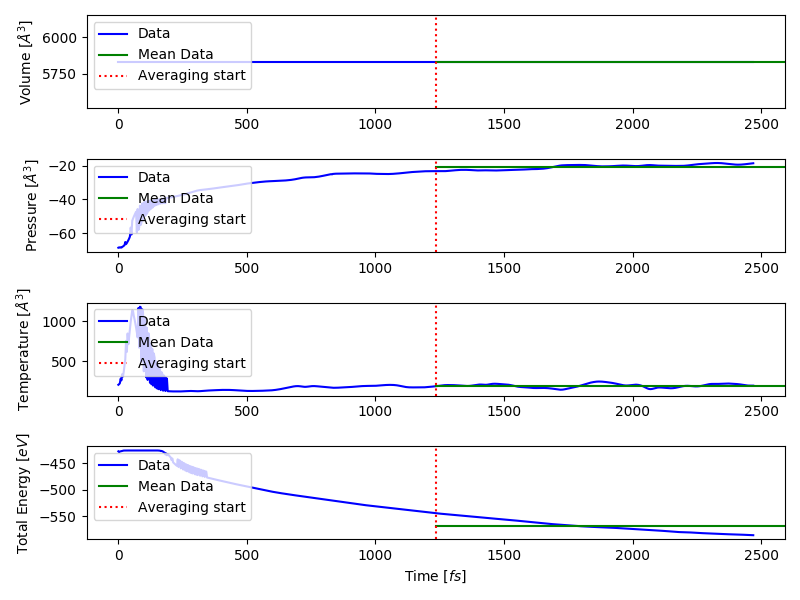 Volume [Å³]
6000
5750
Data
Mean Data
Averaging start
0 500 1000 1500 2000 2500
Pressure [Å³]
−20
−40
−60
Data
Mean Data
Averaging start
0 500 1000 1500 2000 2500
Temperature [Å³]
1000
500
Data
Mean Data
Averaging start
0 500 1000 1500 2000 2500
Total Energy [eV]
−450
−500
−550
Data
Mean Data
Averaging start
0 500 1000 1500 2000 2500
Time [fs]